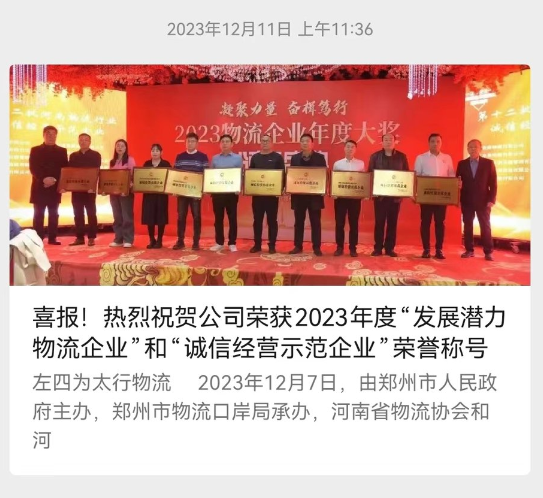 2023年12月11日 上午11:36
凝聚力量 奋楫笃行
2023物流企业年度大奖
喜报！热烈祝贺公司荣获2023年度“发展潜力
物流企业”和“诚信经营示范企业”荣誉称号
左四为太行物流 2023年12月7日，由郑州市人民政
府主办，郑州市物流口岸局承办，河南省物流协会和
河